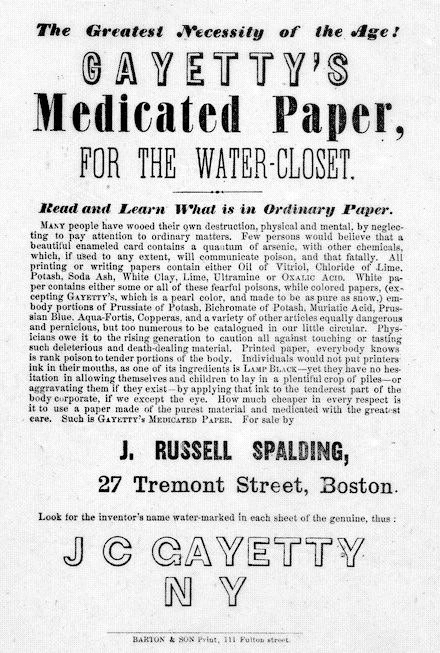 The Greatest Necessity of the Age!
GAYETTY'S
Medicated Paper,
FOR THE WATER-CLOSET.
Read and Learn What is in Ordinary Paper.
MANY people have wooed their own destruction, physical and mental, by neglec-
ting to pay attention to ordinary matters. Few persons would believe that a
beautiful enameled card contains a quantum of arsenic, with other chemicals,
which, if used to any extent, will communicate poison, and that fatally. All
printing or writing papers contain either Oil of Vitriol, Chloride of Lime,
Potash, Soda Ash, White Clay, Lime, Ultramine or OXALIC ACID. White pa-
per contains either some or all of these fearful poisons, while colored papers, (ex-
cepting GAYETTY'S, which is a pearl color, and made to be as pure as snow,) em-
body portions of Prussiate of Potash, Bichromate of Potash, Muriatic Acid, Prus-
sian Blue, Aqua-Fortis, Copperas, and a variety of other articles equally dangerous
and pernicious, but too numerous to be catalogued in our little circular. Phys-
icians owe it to the rising generation to caution all against touching or tasting
such deleterious and death-dealing material. Printed paper, everybody knows
is rank poison to tender portions of the body. Individuals would not put printers
ink in their mouths, as one of its ingredients is LAMP BLACK—yet they have no hes-
itation in allowing themselves and children to lay in a plentiful crop of piles—or
aggravating them if they exist—by applying that ink to the tenderest part of the
body corporate, if we except the eye. How much cheaper in every respect is
it to use a paper made of the purest material and medicated with the greatest
care. Such is GAYETTY'S MEDICATED PAPER. For sale by
J. RUSSELL SPALDING,
27 Tremont Street, Boston.
Look for the inventor's name water-marked in each sheet of the genuine, thus:
J C GAYETTY
N Y
BARTON & SON Print, 111 Fulton street.